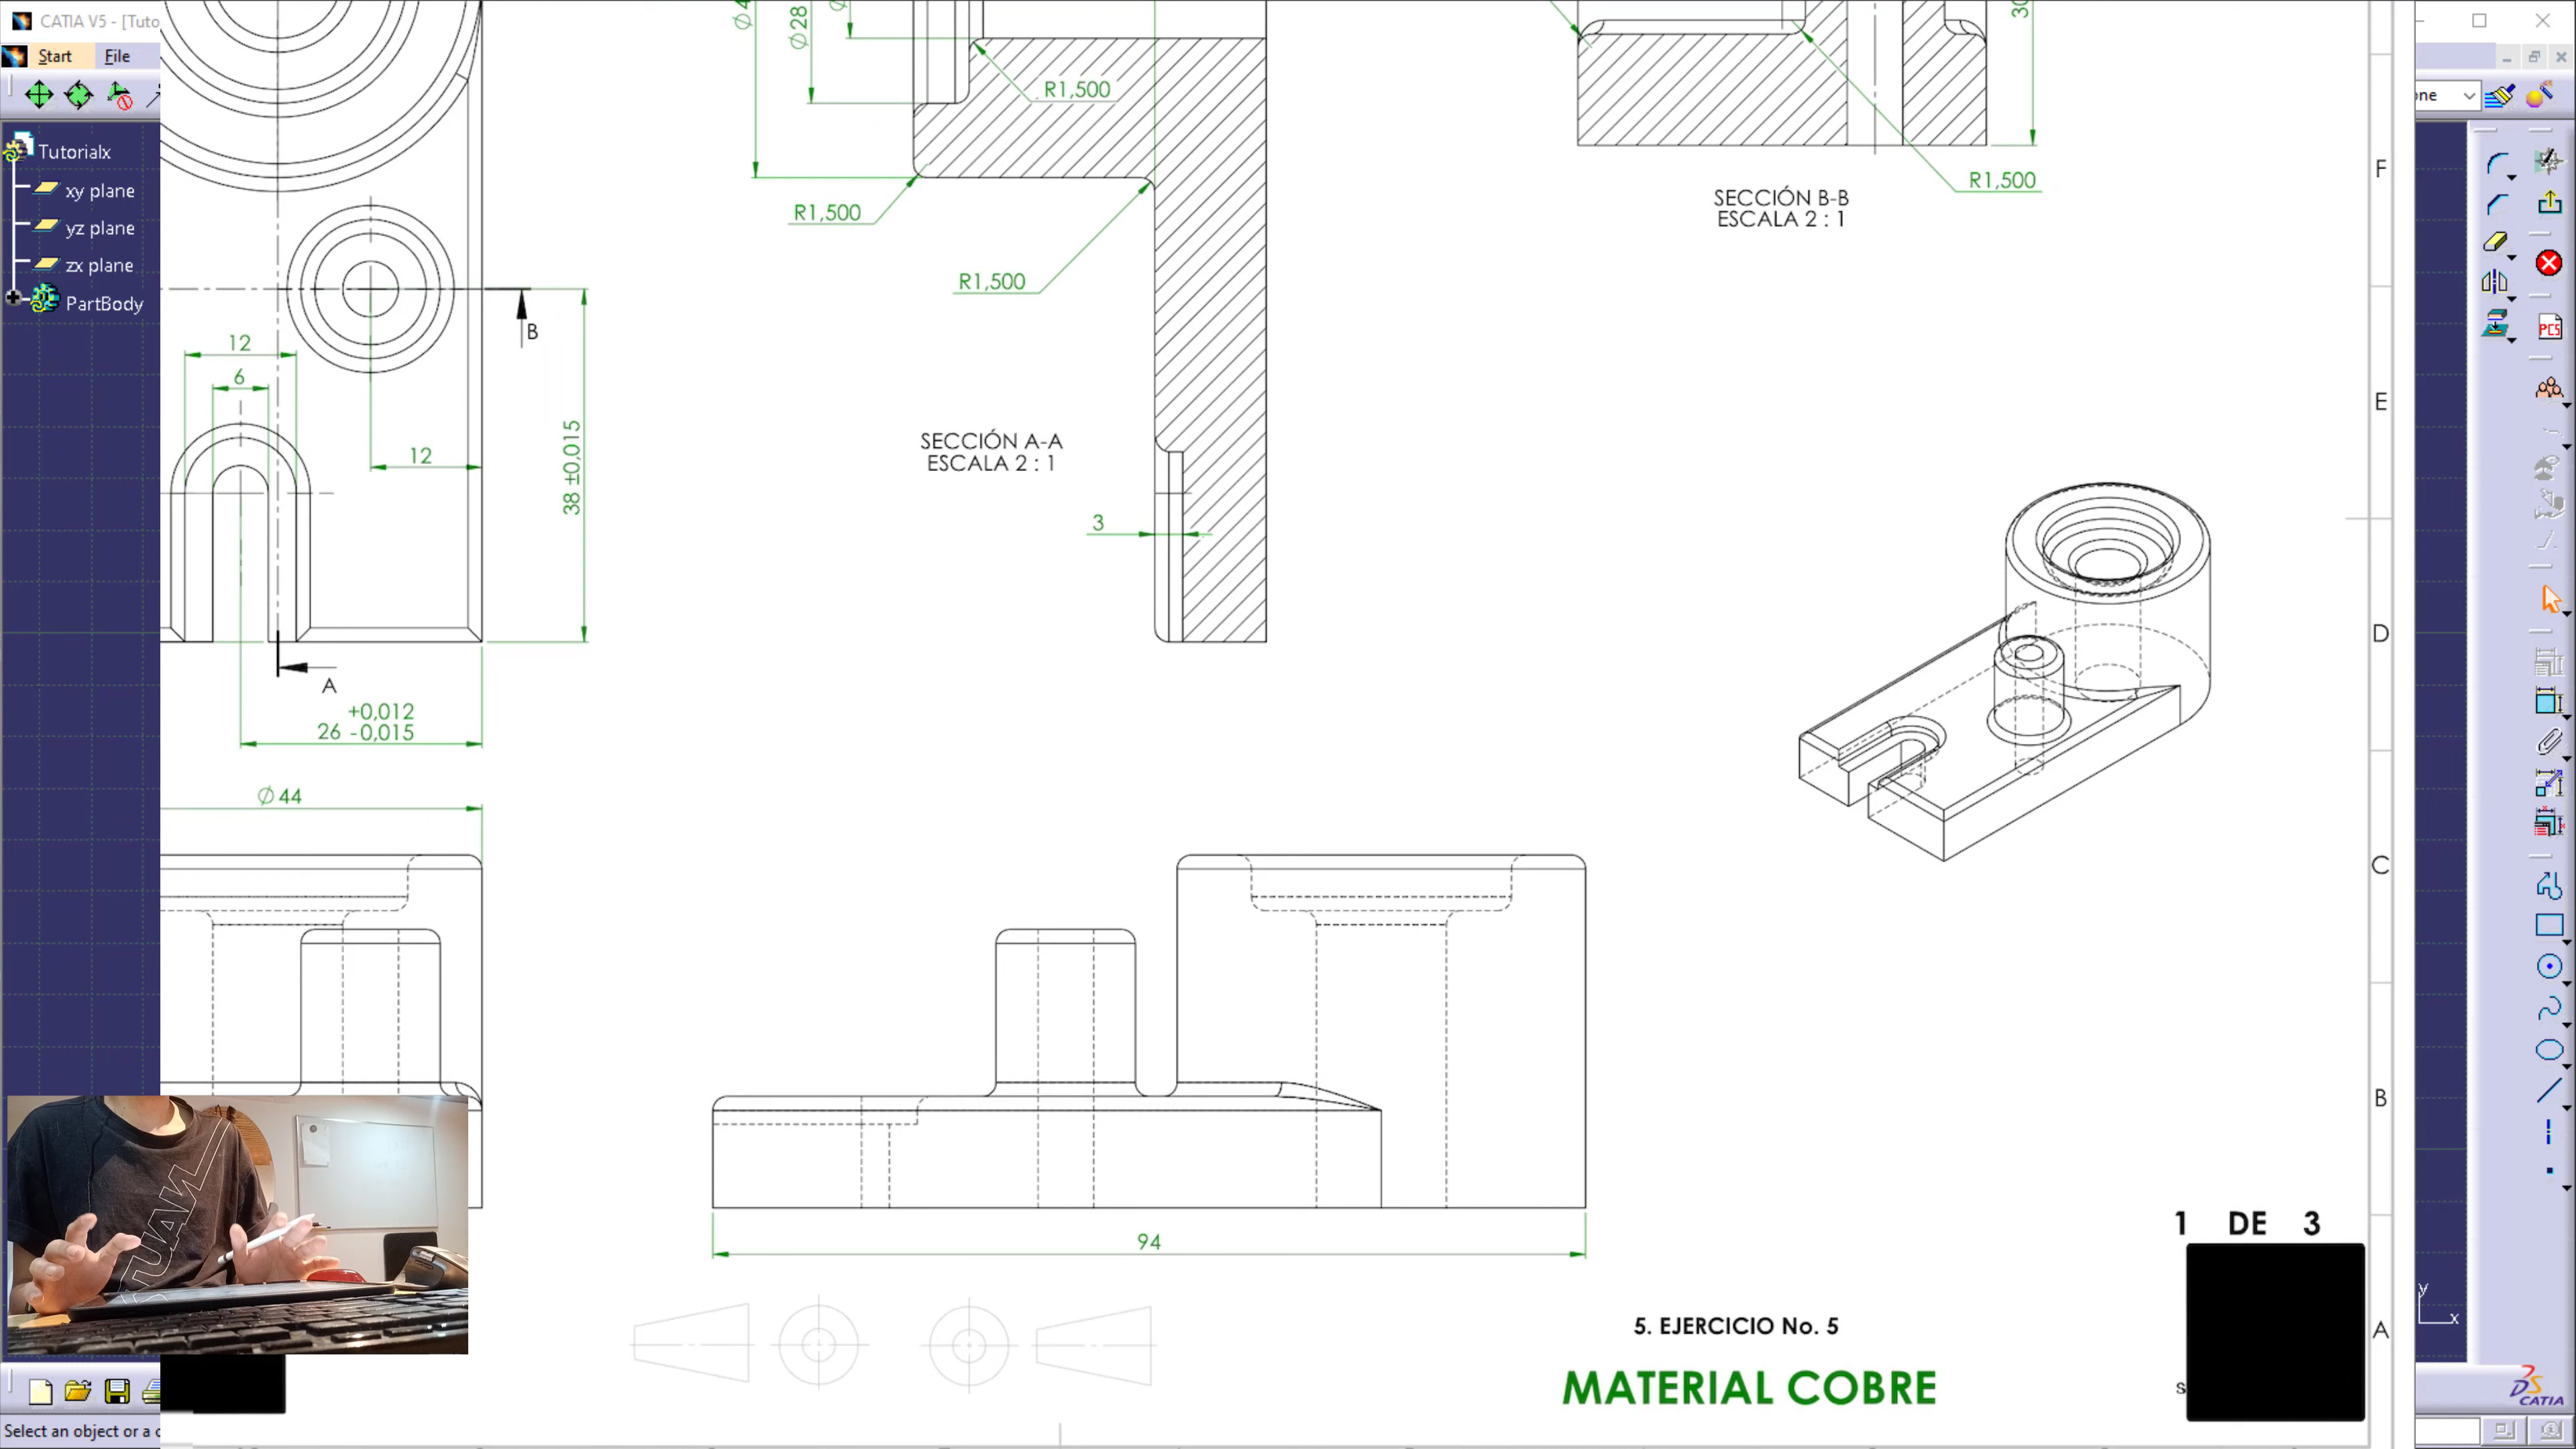 CATIA V5 - [Tuto
Start
File
Tutorialx
xy plane
yz plane
zx plane
PartBody
Ø28
R1,500
R1,500
R1,500
SECCIÓN A-A
ESCALA 2 : 1
3
30
R1,500
SECCIÓN B-B
ESCALA 2 : 1
B
12
6
12
38 ±0,015
A
+0,012
26 -0,015
Ø 44
94
F
E
D
C
B
A
1 DE 3
5. EJERCICIO No. 5
MATERIAL COBRE
PCS
y
x
CATIA
Select an object or a c